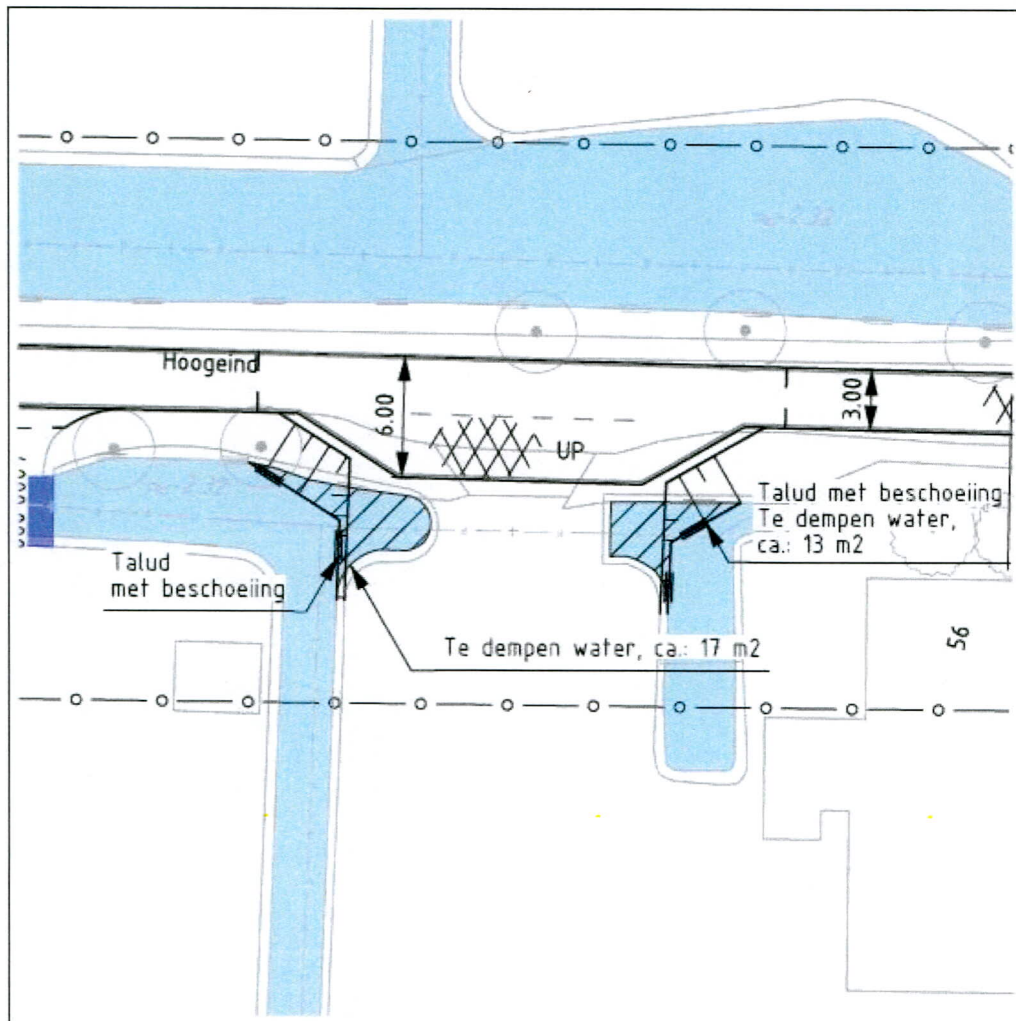 Hoogeind
6.00
3.00
UP
Talud met beschoeiing
Te dempen water,
ca.: 13 m2
Talud
met beschoeiing
Te dempen water, ca.: 17 m2
56